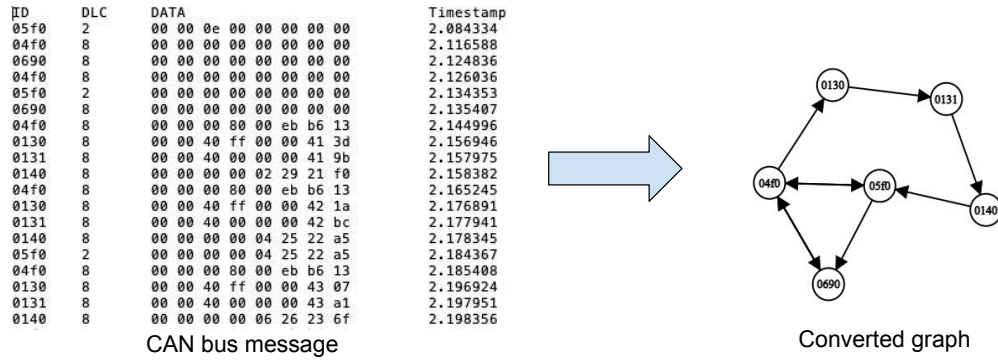 ID DLC DATA Timestamp
05f0 2 00 00 0e 00 00 00 00 00 2.084334
04f0 8 00 00 00 00 00 00 00 00 2.116588
0690 8 00 00 00 00 00 00 00 00 2.124836
04f0 8 00 00 00 00 00 00 00 00 2.126036
05f0 2 00 00 00 00 00 00 00 00 2.134353
0690 8 00 00 00 00 00 00 00 00 2.135407
04f0 8 00 00 00 80 00 eb b6 13 2.144996
0130 8 00 00 40 ff 00 00 41 3d 2.156946
0131 8 00 00 40 00 00 00 41 9b 2.157975
0140 8 00 00 00 00 02 29 21 f0 2.158382
04f0 8 00 00 00 80 00 eb b6 13 2.165245
0130 8 00 00 40 ff 00 00 42 1a 2.176891
0131 8 00 00 40 00 00 00 42 bc 2.177941
0140 8 00 00 00 00 04 25 22 a5 2.178345
05f0 2 00 00 00 00 04 25 22 a5 2.184367
04f0 8 00 00 00 80 00 eb b6 13 2.185408
0130 8 00 00 40 ff 00 00 43 07 2.196924
0131 8 00 00 40 00 00 00 43 a1 2.197951
0140 8 00 00 00 00 06 26 23 6f 2.198356
CAN bus message
0130
0131
04f0
05f0
0140
0690
Converted graph